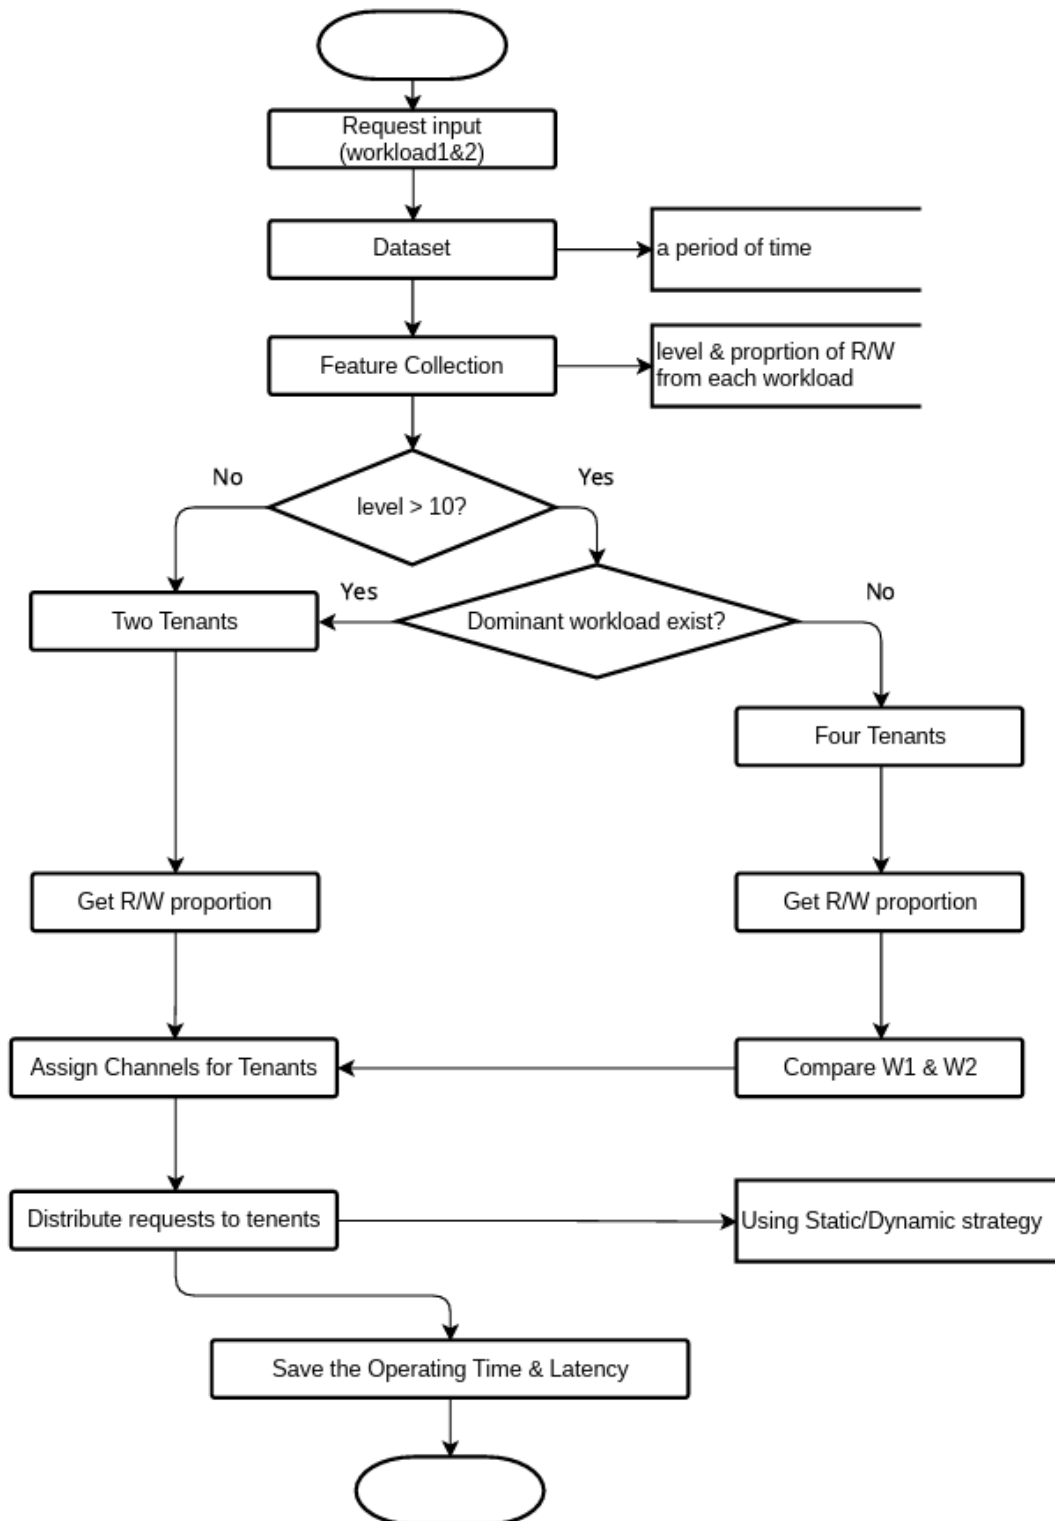 Request input
(workload1&2)
Dataset
a period of time
Feature Collection
level & proprtion of R/W
from each workload
No
Yes
level > 10?
Two Tenants
Yes
Dominant workload exist?
No
Four Tenants
Get R/W proportion
Get R/W proportion
Assign Channels for Tenants
Compare W1 & W2
Distribute requests to tenents
Using Static/Dynamic strategy
Save the Operating Time & Latency